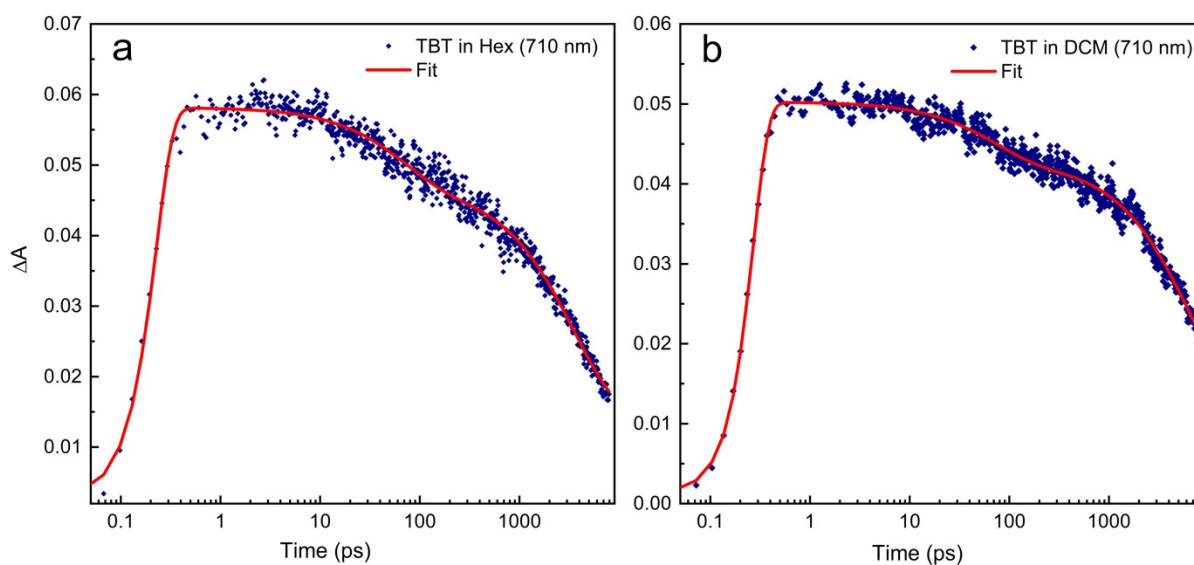 a
TBT in Hex (710 nm)
Fit
0.07
0.06
0.05
0.04
0.03
0.02
0.01
ΔA
0.1 1 10 100 1000
Time (ps)
b
TBT in DCM (710 nm)
Fit
0.06
0.05
0.04
0.03
0.02
0.01
0.00
0.1 1 10 100 1000
Time (ps)